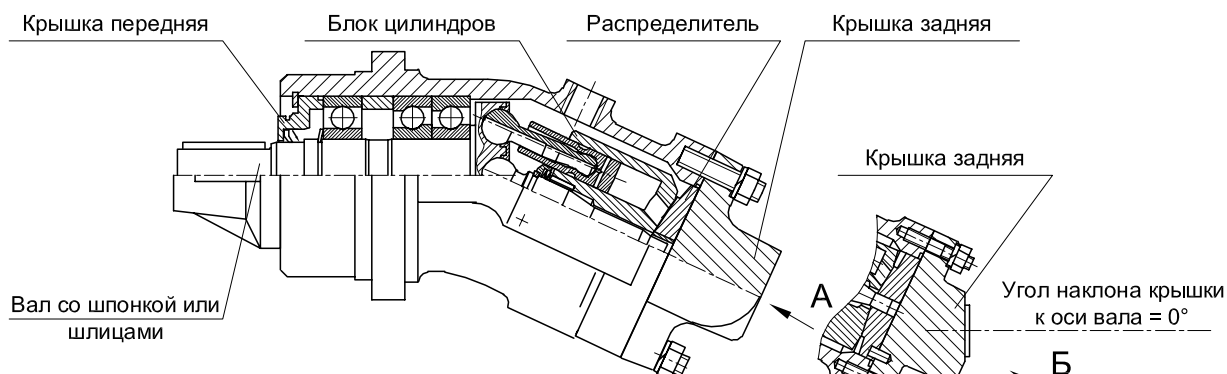 Крышка передняя
Блок цилиндров
Распределитель
Крышка задняя
Крышка задняя
Вал со шпонкой или
шлицами
А
Угол наклона крышки
к оси вала = 0°
Б